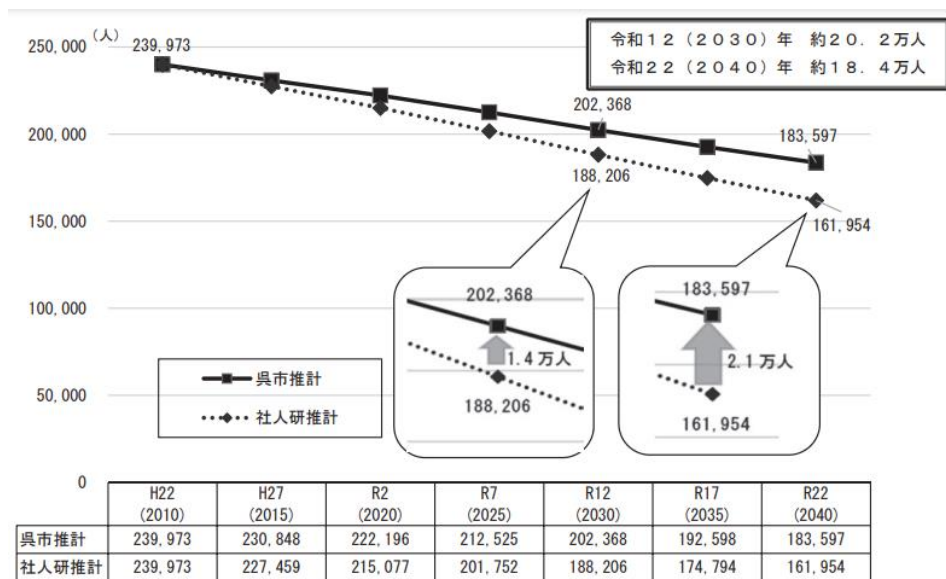 (人)
250,000
239,973
令和12(2030)年 約20.2万人
令和22(2040)年 約18.4万人
202,368
200,000
183,597
188,206
150,000
161,954
202,368
183,597
100,000
1.4万人
2.1万人
呉市推計
社人研推計
188,206
161,954
50,000
0
H22 H27 R2 R7 R12 R17 R22
(2010) (2015) (2020) (2025) (2030) (2035) (2040)
呉市推計 239,973 230,848 222,196 212,525 202,368 192,598 183,597
社人研推計 239,973 227,459 215,077 201,752 188,206 174,794 161,954